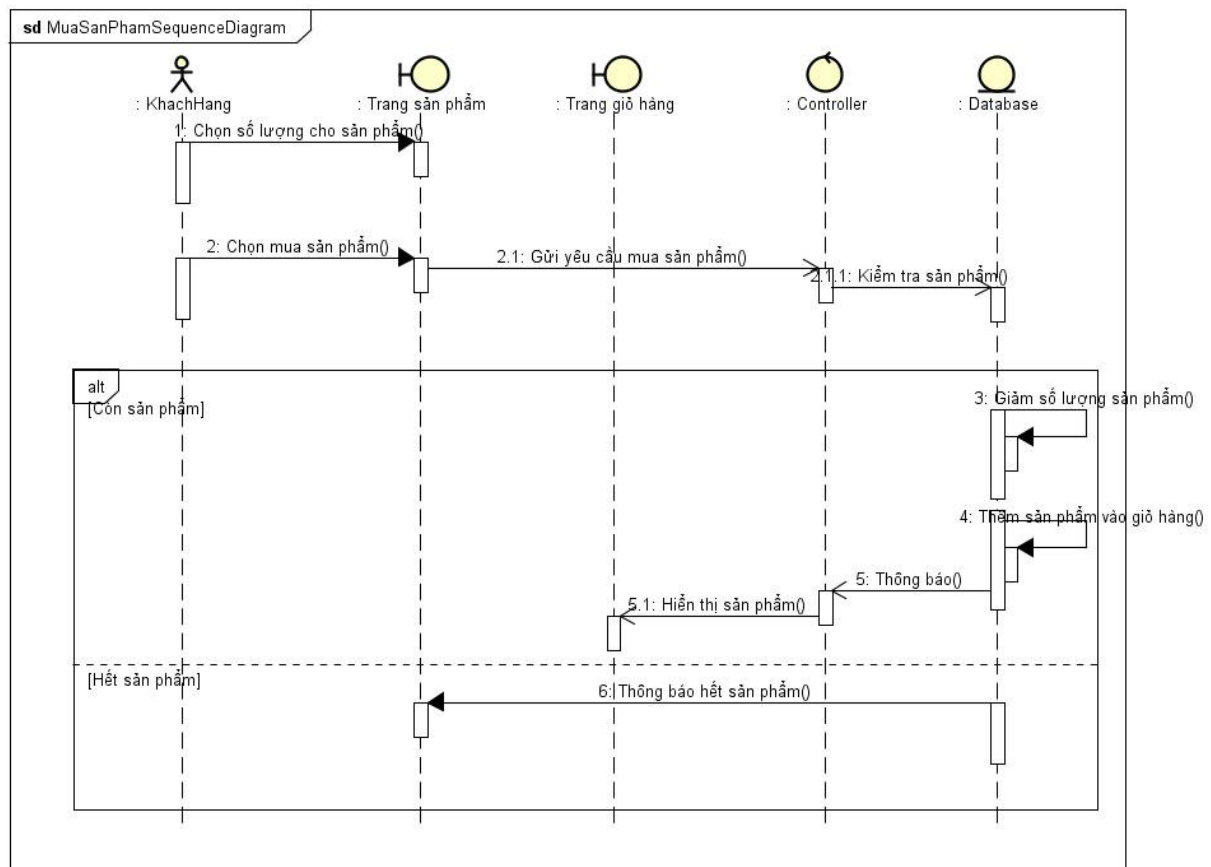 sd MuaSanPhamSequenceDiagram
: KhachHang
: Trang sản phẩm
: Trang giỏ hàng
: Controller
: Database
1: Chọn số lượng cho sản phẩm()
2: Chọn mua sản phẩm()
2.1: Gửi yêu cầu mua sản phẩm()
2.1.1: Kiểm tra sản phẩm()
alt
[Còn sản phẩm]
3: Giảm số lượng sản phẩm()
4: Thêm sản phẩm vào giỏ hàng()
5: Thông báo()
5.1: Hiển thị sản phẩm()
[Hết sản phẩm]
6: Thông báo hết sản phẩm()